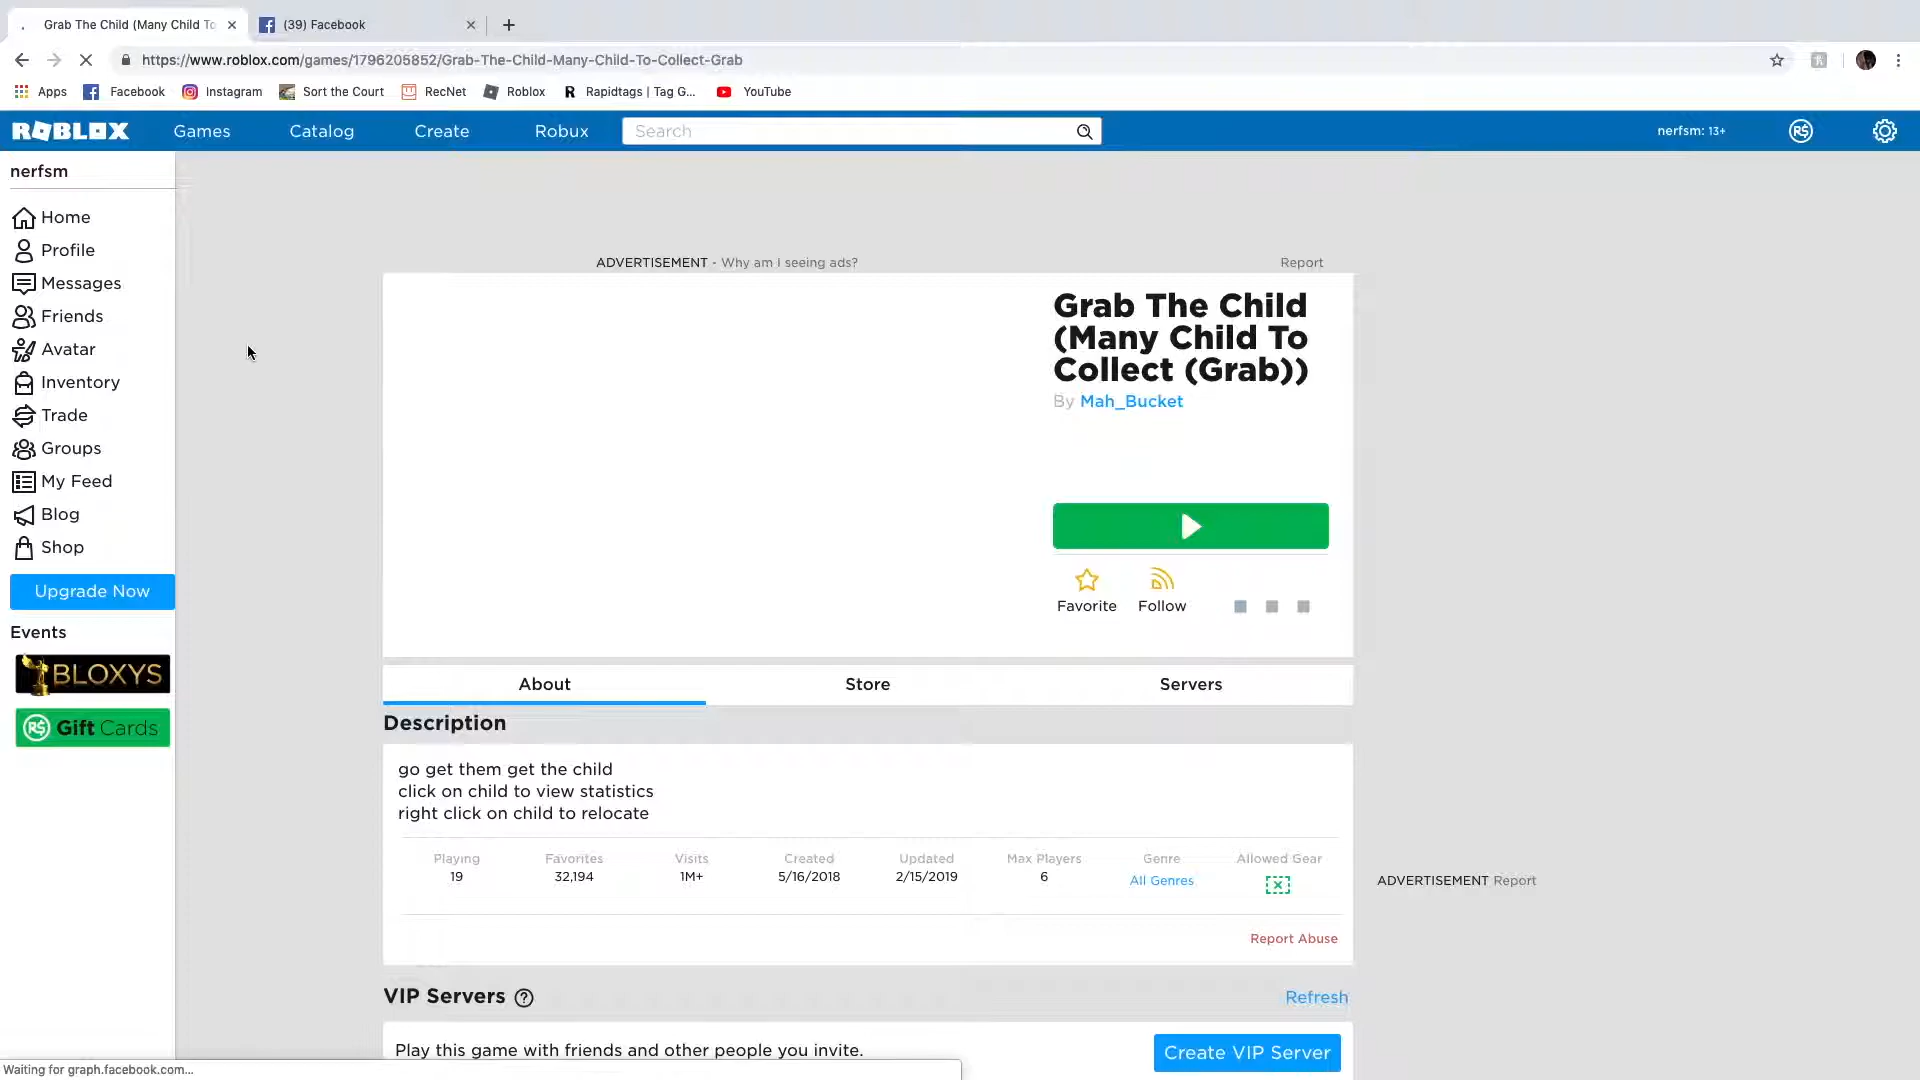 Grab The Child (Many Child To
(39) Facebook
https://www.roblox.com/games/1796205852/Grab-The-Child-Many-Child-To-Collect-Grab
Apps Facebook Instagram Sort the Court RecNet Roblox Rapidtags | Tag G... YouTube
ROBLOX Games Catalog Create Robux Search nerfsm: 13+ R$
nerfsm
Home
Profile
Messages
Friends
Avatar
Inventory
Trade
Groups
My Feed
Blog
Shop
Upgrade Now
Events
BLOXYS
R$ Gift Cards
ADVERTISEMENT - Why am I seeing ads? Report
Grab The Child
(Many Child To
Collect (Grab))
By Mah_Bucket
Favorite Follow
About Store Servers
Description
go get them get the child
click on child to view statistics
right click on child to relocate
Playing Favorites Visits Created Updated Max Players Genre Allowed Gear
19 32,194 1M+ 5/16/2018 2/15/2019 6 All Genres
ADVERTISEMENT Report
Report Abuse
VIP Servers ? Refresh
Play this game with friends and other people you invite. Create VIP Server
Waiting for graph.facebook.com...